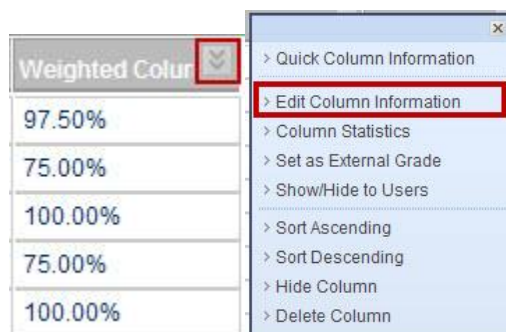 Weighted Colur
97.50%
75.00%
100.00%
75.00%
100.00%
x
> Quick Column Information
> Edit Column Information
> Column Statistics
> Set as External Grade
> Show/Hide to Users
> Sort Ascending
> Sort Descending
> Hide Column
> Delete Column